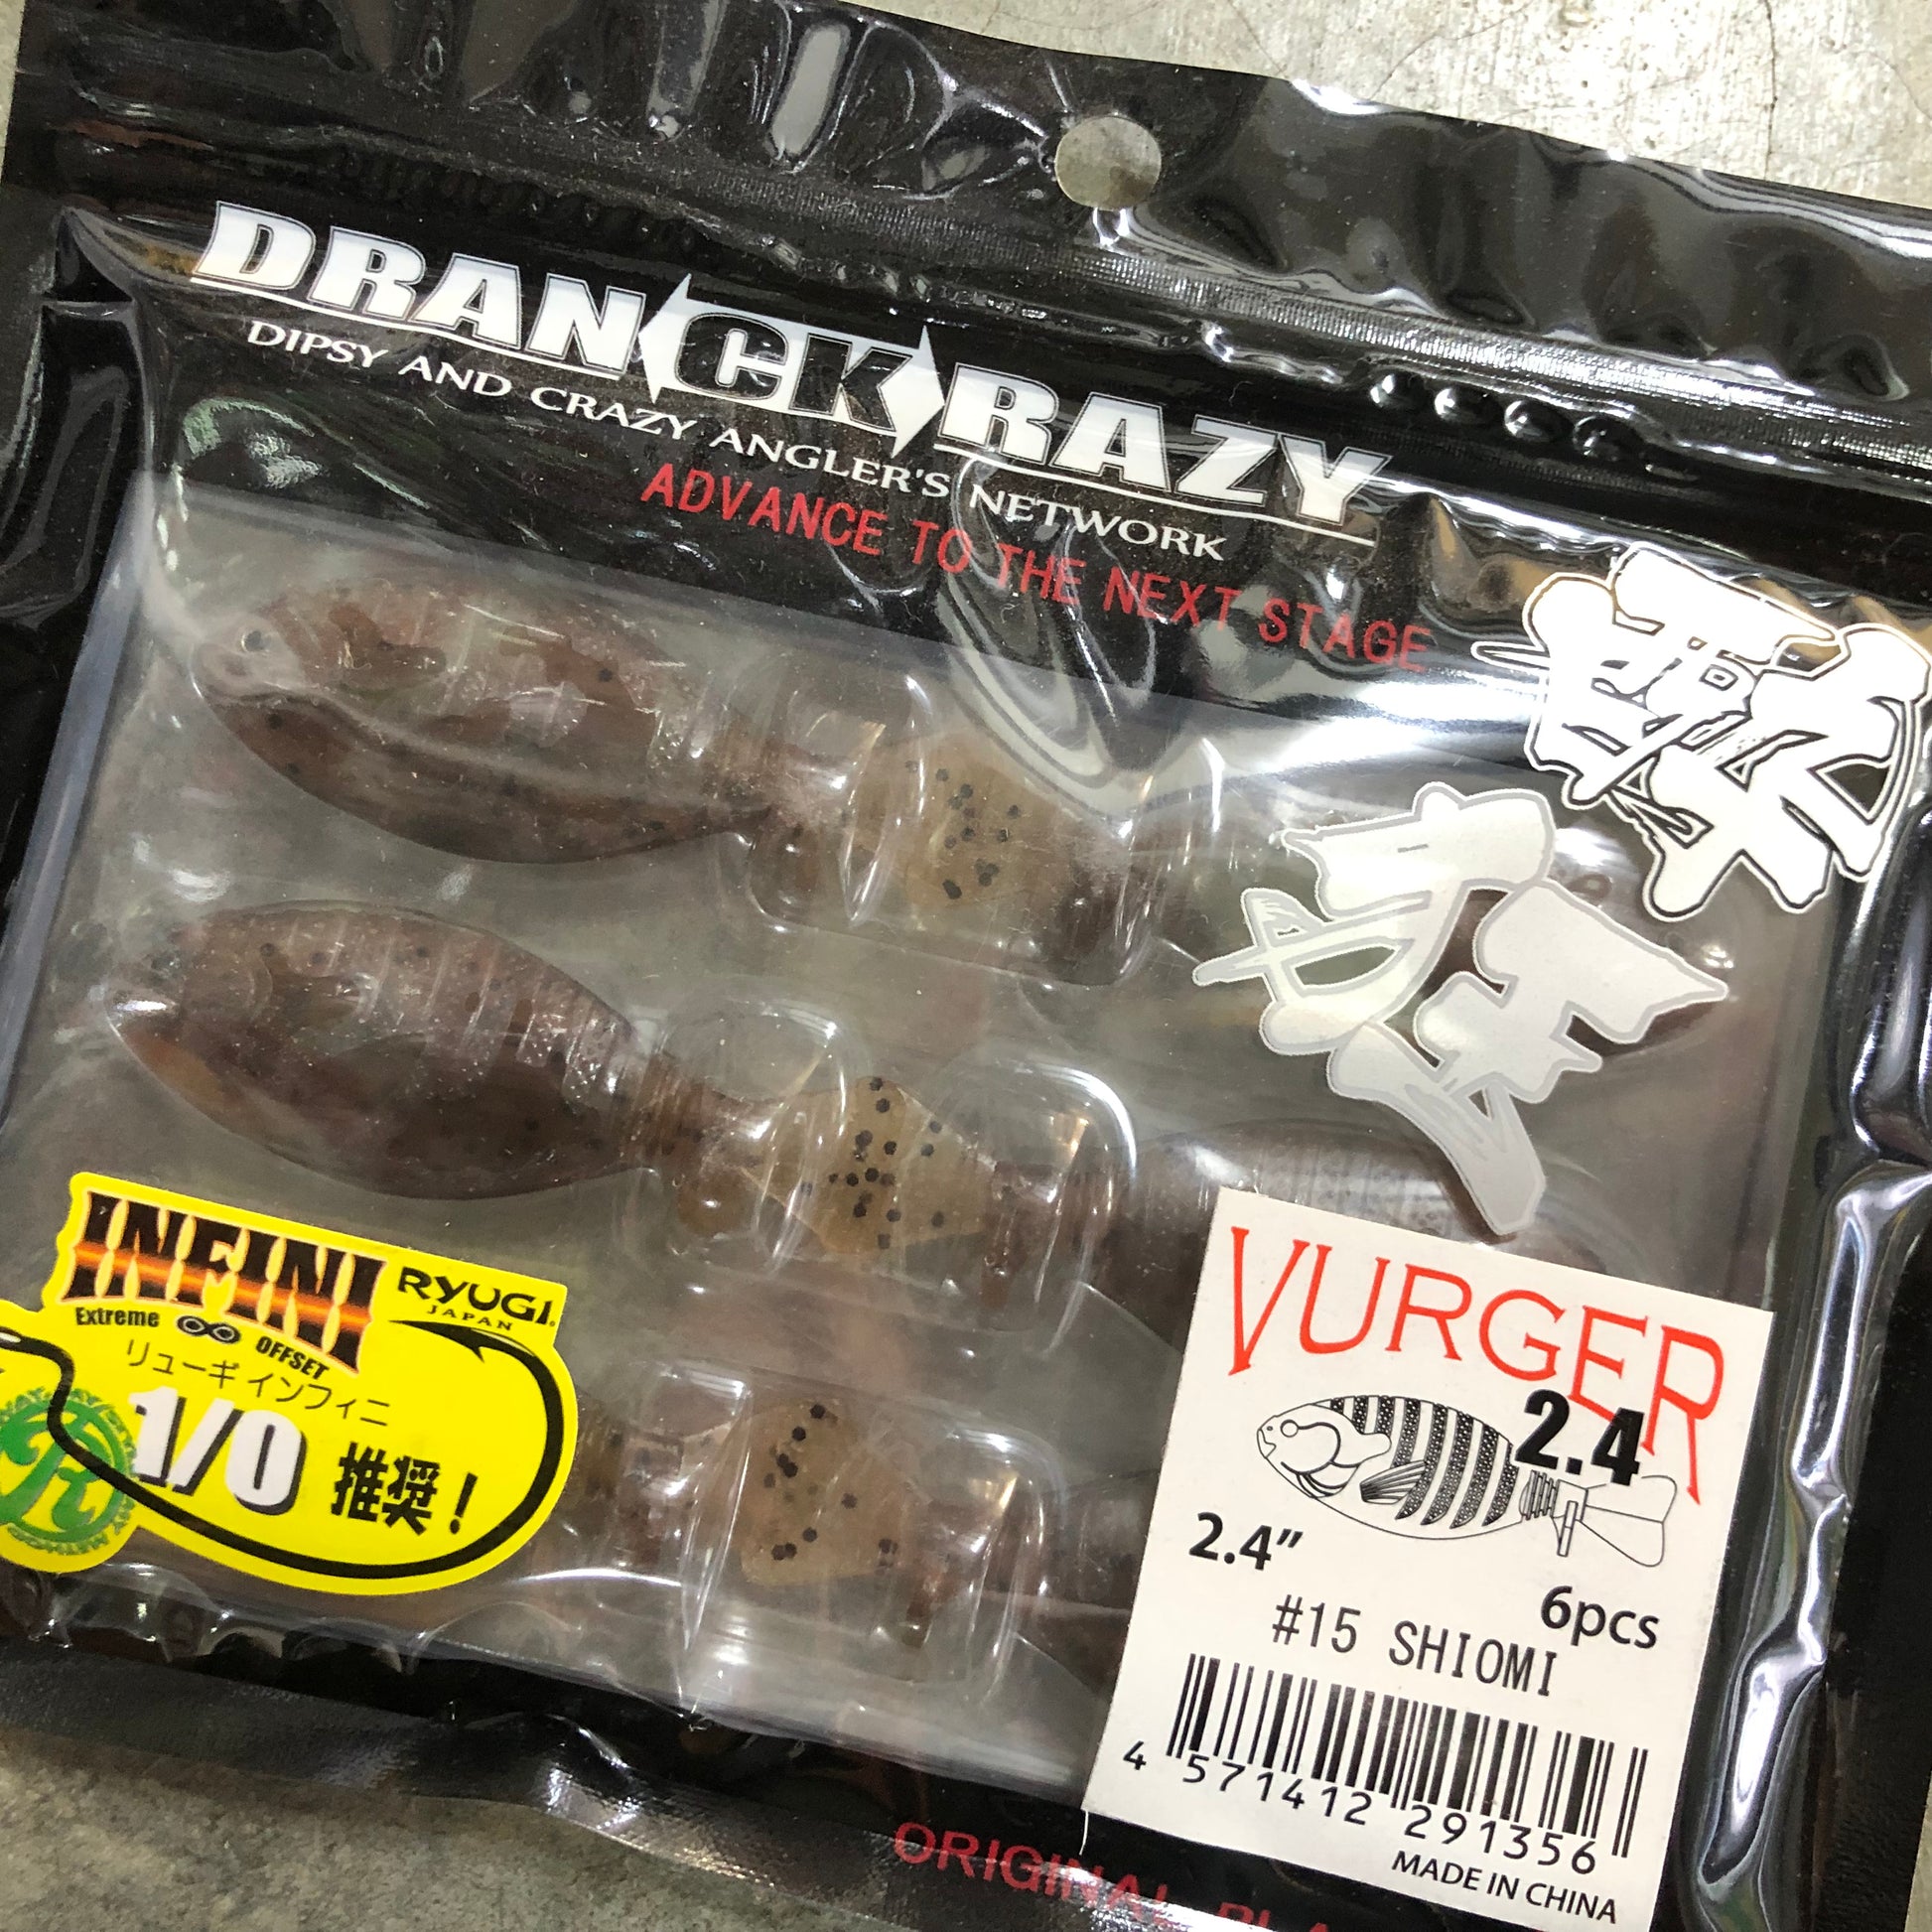 DRANCKRAZY
DIPSY AND CRAZY ANGLER'S NETWORK
ADVANCE TO THE NEXT STAGE
INFINI
RYUGI
JAPAN
Extreme ∞ OFFSET
リューギ インフィニ
1/0 推奨!
VURGER
2.4
2.4"
6pcs
#15 SHIOMI
4 571412 291356
MADE IN CHINA
ORIGINAL